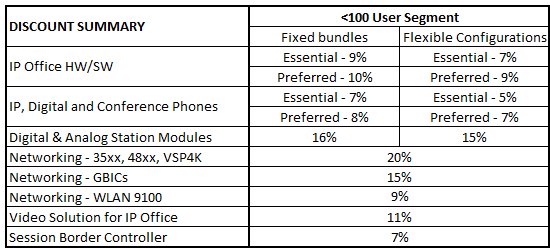 DISCOUNT SUMMARY
<100 User Segment
Fixed bundles Flexible Configurations
IP Office HW/SW
Essential - 9% Essential - 7%
Preferred - 10% Preferred - 9%
IP, Digital and Conference Phones
Essential - 7% Essential - 5%
Preferred - 8% Preferred - 7%
Digital & Analog Station Modules 16% 15%
Networking - 35xx, 48xx, VSP4K 20%
Networking - GBICs 15%
Networking - WLAN 9100 9%
Video Solution for IP Office 11%
Session Border Controller 7%